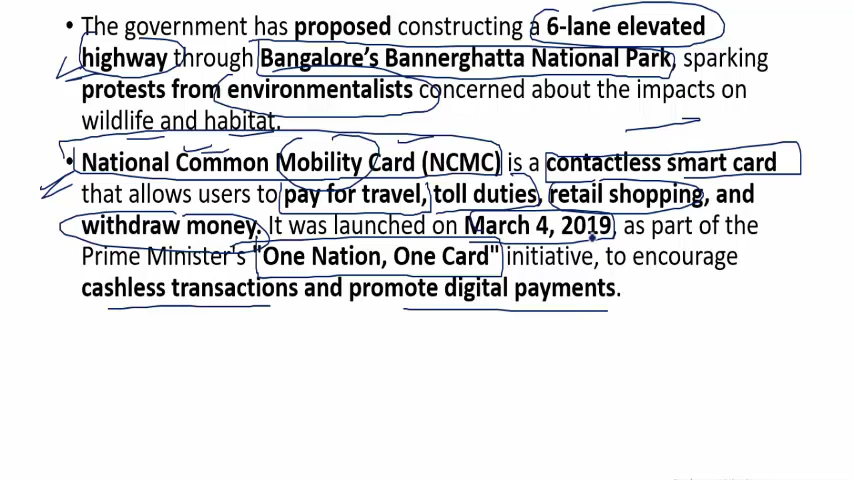 • The government has proposed constructing a 6-lane elevated
highway through Bangalore's Bannerghatta National Park, sparking
protests from environmentalists concerned about the impacts on
wildlife and habitat.
• National Common Mobility Card (NCMC) is a contactless smart card
that allows users to pay for travel, toll duties, retail shopping, and
withdraw money. It was launched on March 4, 2019, as part of the
Prime Minister's "One Nation, One Card" initiative, to encourage
cashless transactions and promote digital payments.